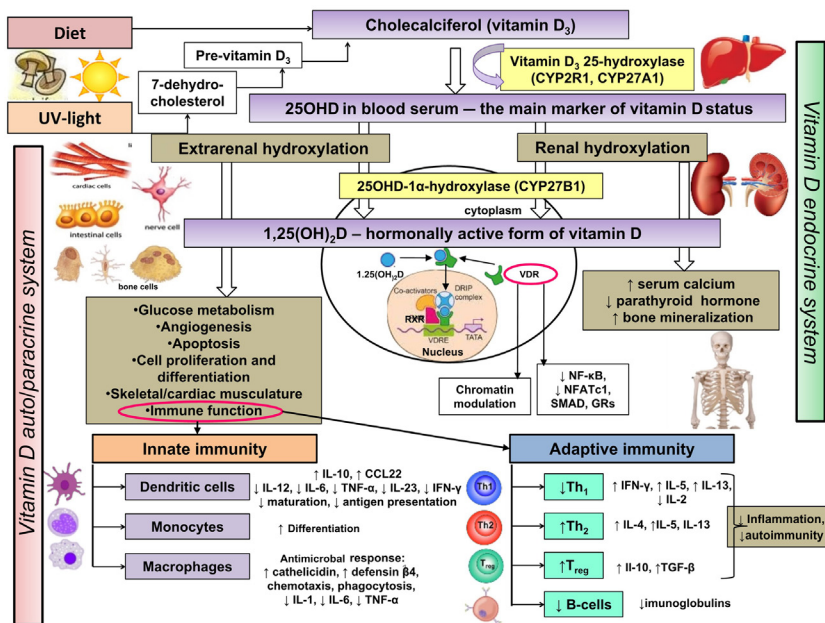 Diet
Cholecalciferol (vitamin D₃)
Pre-vitamin D₃
Vitamin D₃ 25-hydroxylase
(CYP2R1, CYP27A1)
7-dehydro-
cholesterol
UV-light
25OHD in blood serum — the main marker of vitamin D status
Extrarenal hydroxylation
Renal hydroxylation
li
cardiac cells
nerve cell
intestinal cells
bone cells
25OHD-1α-hydroxylase (CYP27B1)
cytoplasm
1,25(OH)₂D – hormonally active form of vitamin D
1.25(OH)₂D
VDR
Co-activators
DRIP
complex
RXR
VDRE
TATA
Nucleus
↑ serum calcium
↓ parathyroid hormone
↑ bone mineralization
•Glucose metabolism
•Angiogenesis
•Apoptosis
•Cell proliferation and
differentiation
•Skeletal/cardiac musculature
•Immune function
Chromatin
modulation
↓ NF-κB,
↓ NFATc1,
SMAD, GRs
Vitamin D auto/paracrine system
Vitamin D endocrine system
Innate immunity
Dendritic cells
↑ IL-10, ↑ CCL22
↓ IL-12, ↓ IL-6, ↓ TNF-α, ↓ IL-23, ↓ IFN-γ
↓ maturation, ↓ antigen presentation
Monocytes
↑ Differentiation
Macrophages
Antimicrobial response:
↑ cathelicidin, ↑ defensin β4,
chemotaxis, phagocytosis,
↓ IL-1, ↓ IL-6, ↓ TNF-α
Adaptive immunity
Th1
↓Th₁
↑ IFN-γ, ↑ IL-5, ↑ IL-13,
↓ IL-2
Th2
↑Th₂
↑ IL-4, ↑IL-5, IL-13
Treg
↑Treg
↑ Il-10, ↑TGF-β
↓ B-cells
↓imunoglobulins
↓ Inflammation,
↓autoimmunity